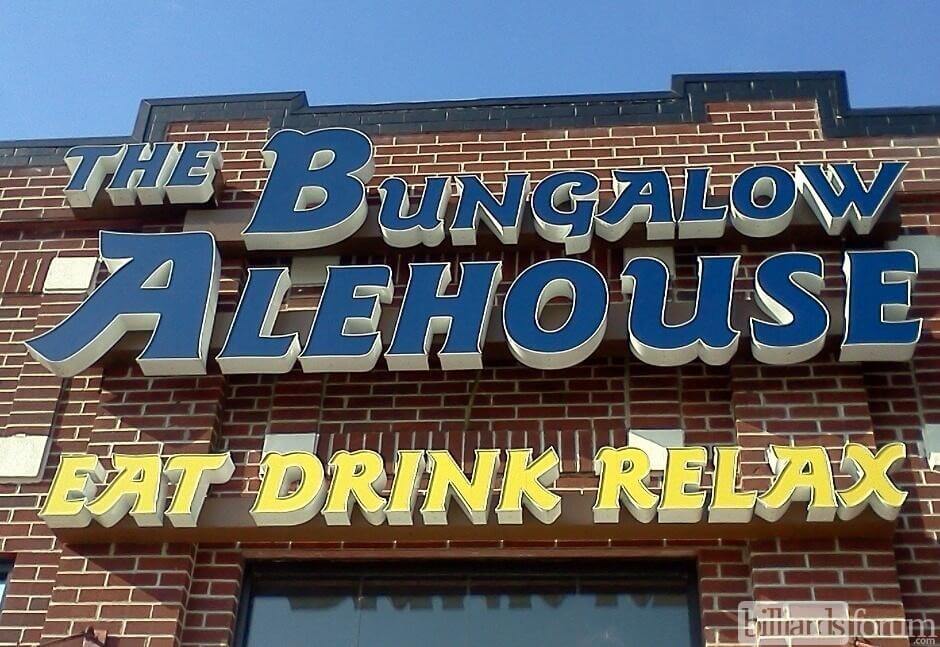 THE BUNGALOW
ALEHOUSE
EAT DRINK RELAX
billiardsforum
.com